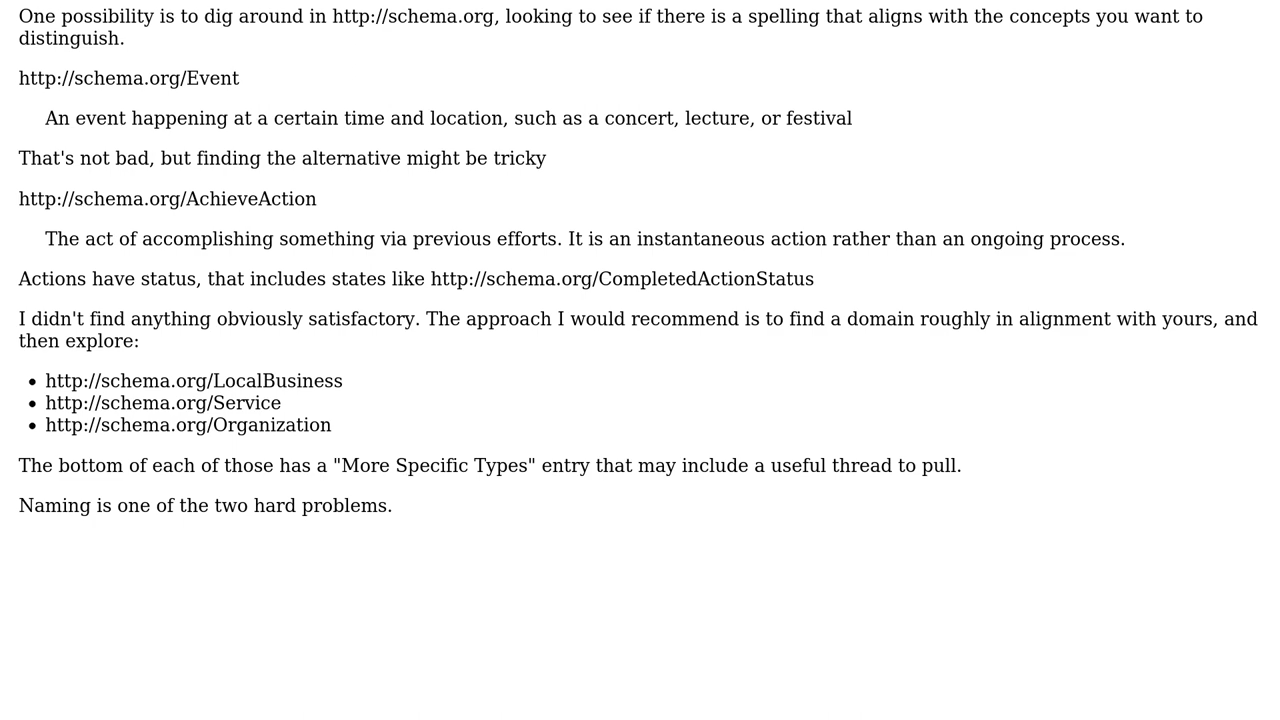 One possibility is to dig around in http://schema.org, looking to see if there is a spelling that aligns with the concepts you want to
distinguish.
http://schema.org/Event
An event happening at a certain time and location, such as a concert, lecture, or festival
That's not bad, but finding the alternative might be tricky
http://schema.org/AchieveAction
The act of accomplishing something via previous efforts. It is an instantaneous action rather than an ongoing process.
Actions have status, that includes states like http://schema.org/CompletedActionStatus
I didn't find anything obviously satisfactory. The approach I would recommend is to find a domain roughly in alignment with yours, and
then explore:
• http://schema.org/LocalBusiness
• http://schema.org/Service
• http://schema.org/Organization
The bottom of each of those has a "More Specific Types" entry that may include a useful thread to pull.
Naming is one of the two hard problems.